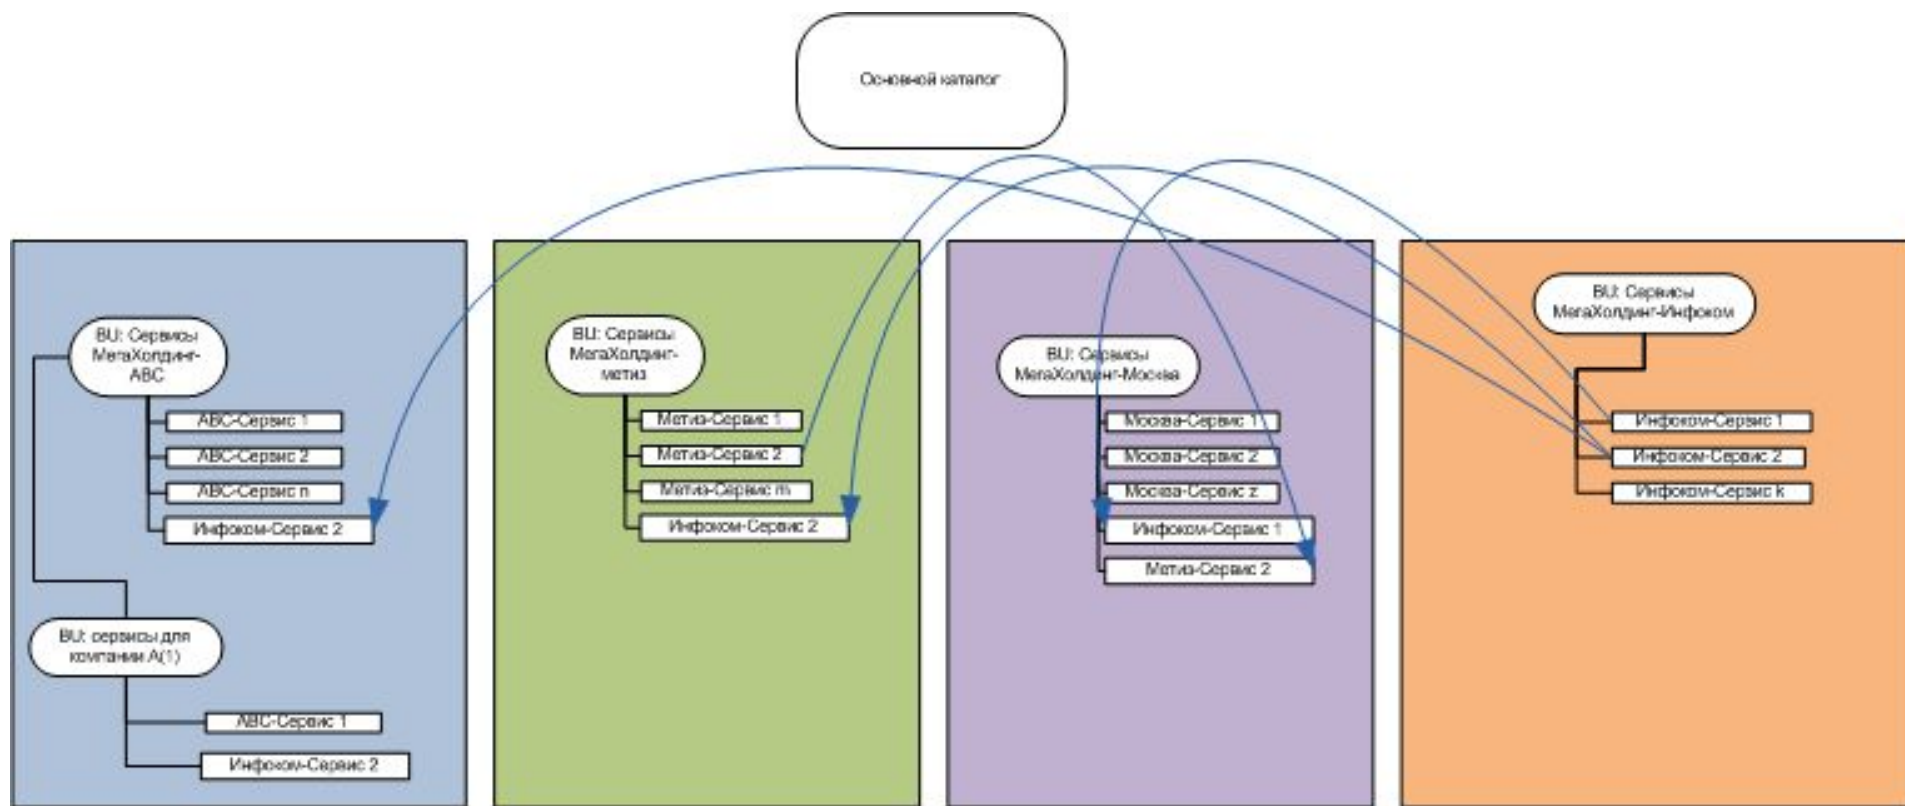 Основной каталог
BU: Сервисы
МегаХолдинг-
ABC
ABC-Сервис 1
ABC-Сервис 2
ABC-Сервис n
Инфоком-Сервис 2
BU: сервисы для
компании А(1)
ABC-Сервис 1
Инфоком-Сервис 2
BU: Сервисы
МегаХолдинг-
метиз
Метиз-Сервис 1
Метиз-Сервис 2
Метиз-Сервис m
Инфоком-Сервис 2
BU: Сервисы
МегаХолдинг-Москва
Москва-Сервис 1
Москва-Сервис 2
Москва-Сервис z
Инфоком-Сервис 1
Метиз-Сервис 2
BU: Сервисы
МегаХолдинг-Инфоком
Инфоком-Сервис 1
Инфоком-Сервис 2
Инфоком-Сервис k